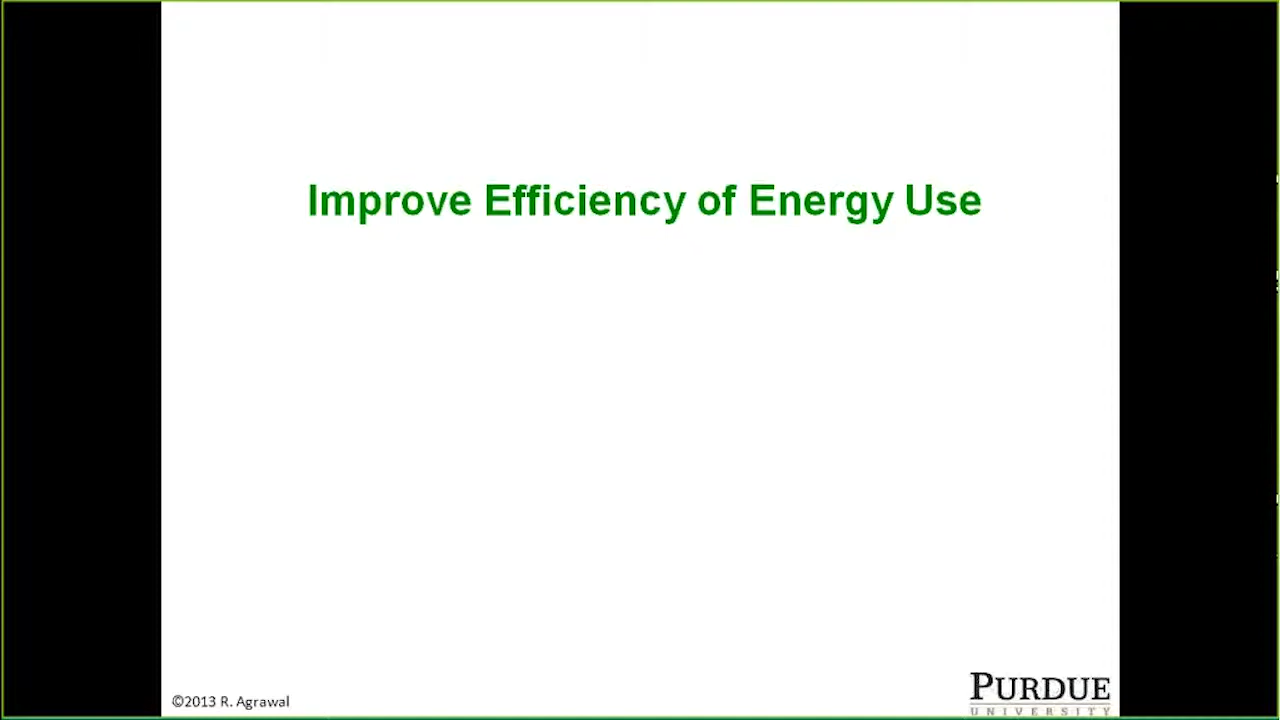 Improve Efficiency of Energy Use
©2013 R. Agrawal
PURDUE
UNIVERSITY